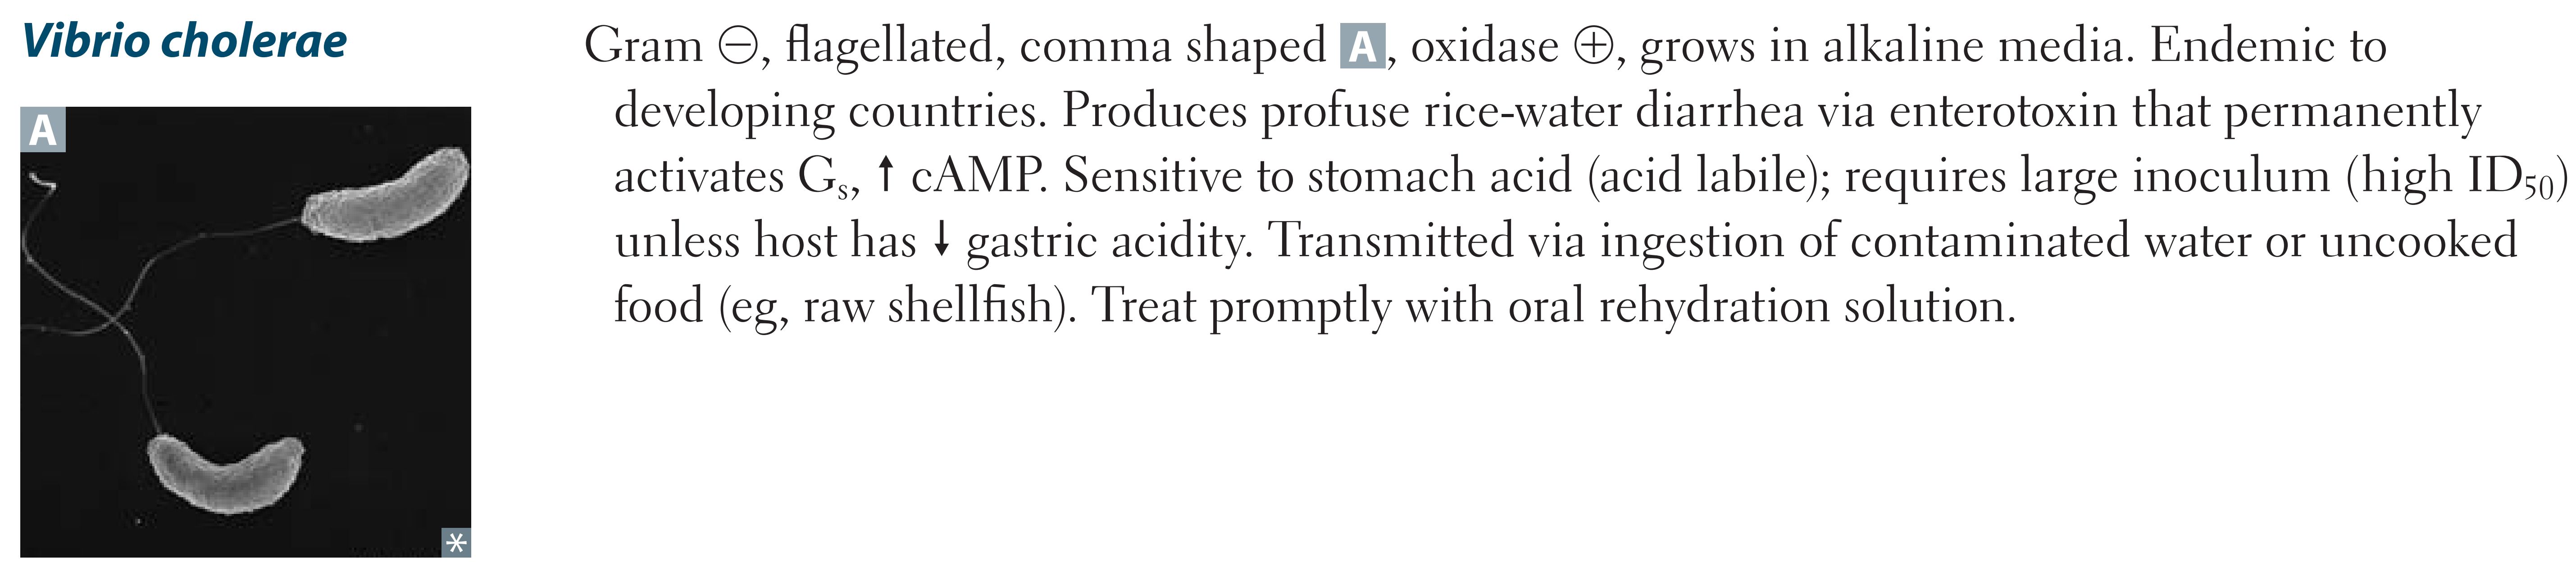 Vibrio cholerae
Gram ⊖, flagellated, comma shaped A, oxidase ⊕, grows in alkaline media. Endemic to
developing countries. Produces profuse rice-water diarrhea via enterotoxin that permanently
activates Gₛ, ↑ cAMP. Sensitive to stomach acid (acid labile); requires large inoculum (high ID₅₀)
unless host has ↓ gastric acidity. Transmitted via ingestion of contaminated water or uncooked
food (eg, raw shellfish). Treat promptly with oral rehydration solution.
A
*